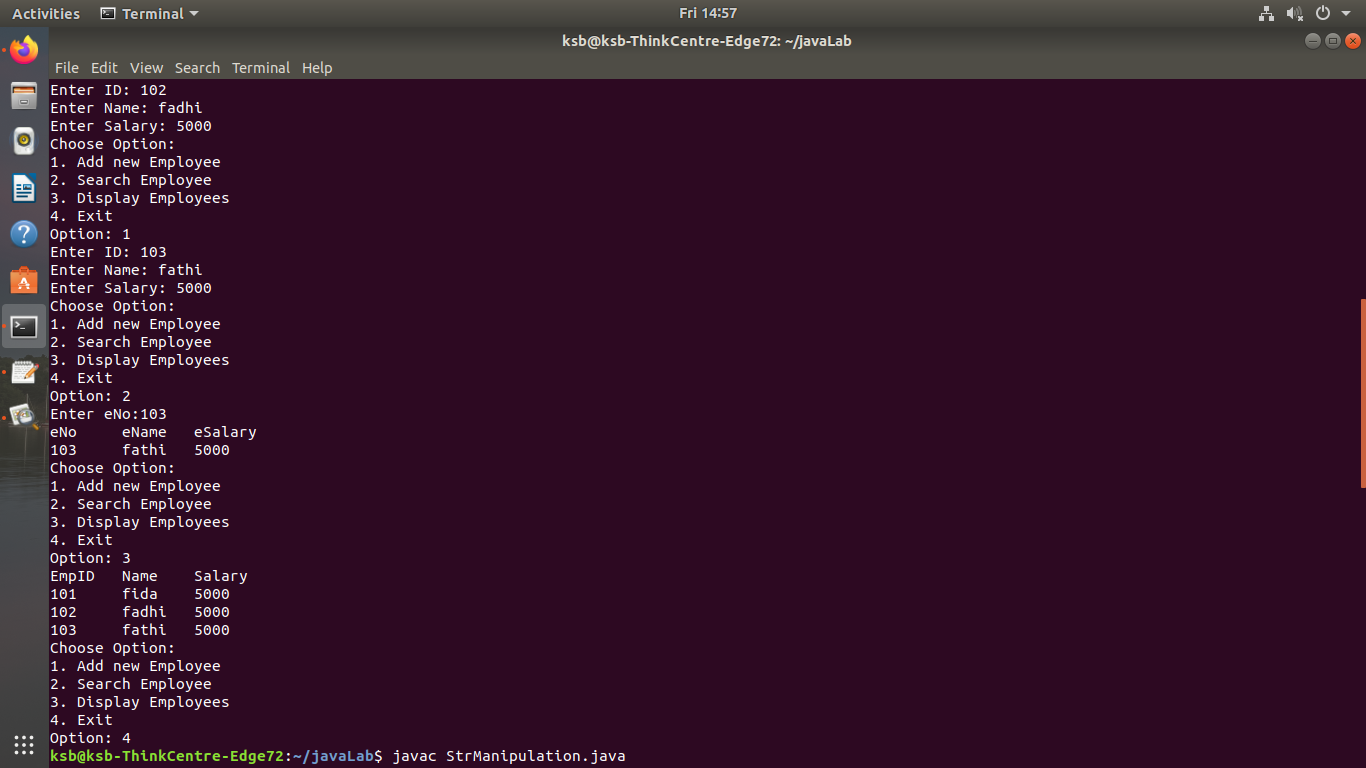 Activities Terminal Fri 14:57
ksb@ksb-ThinkCentre-Edge72: ~/javaLab
File Edit View Search Terminal Help
Enter ID: 102
Enter Name: fadhi
Enter Salary: 5000
Choose Option:
1. Add new Employee
2. Search Employee
3. Display Employees
4. Exit
Option: 1
Enter ID: 103
Enter Name: fathi
Enter Salary: 5000
Choose Option:
1. Add new Employee
2. Search Employee
3. Display Employees
4. Exit
Option: 2
Enter eNo:103
eNo eName eSalary
103 fathi 5000
Choose Option:
1. Add new Employee
2. Search Employee
3. Display Employees
4. Exit
Option: 3
EmpID Name Salary
101 fida 5000
102 fadhi 5000
103 fathi 5000
Choose Option:
1. Add new Employee
2. Search Employee
3. Display Employees
4. Exit
Option: 4
ksb@ksb-ThinkCentre-Edge72:~/javaLab$ javac StrManipulation.java